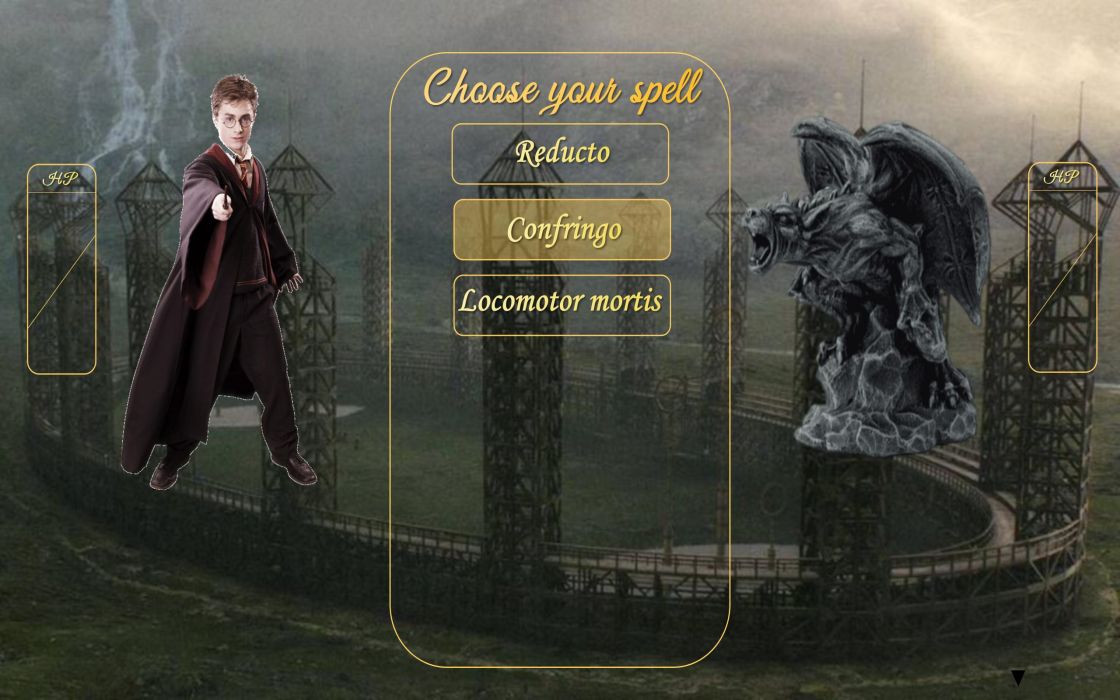 Choose your spell
HP
Reducto
HP
Confringo
Locomotor mortis